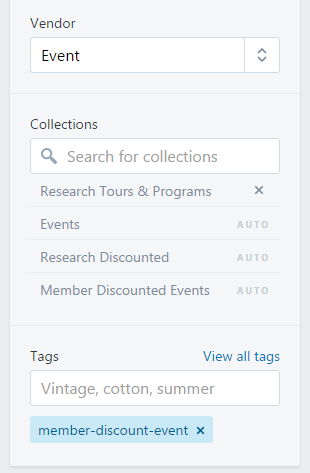 Vendor
Event
Collections
Search for collections
Research Tours & Programs ×
Events AUTO
Research Discounted AUTO
Member Discounted Events AUTO
Tags View all tags
Vintage, cotton, summer
member-discount-event ×